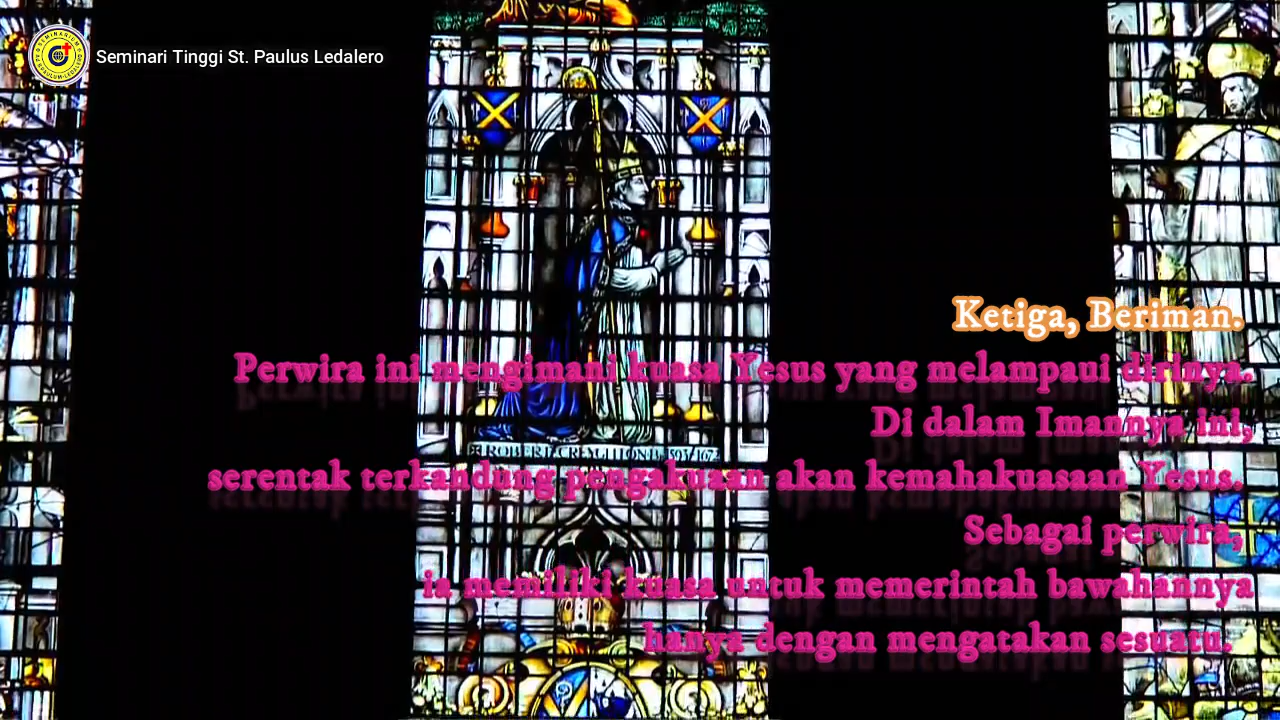 Seminari Tinggi St. Paulus Ledalero
Ketiga, Beriman.
Perwira ini mengimani kuasa Yesus yang melampaui dirinya.
Di dalam Imannya ini,
serentak terkandung pengakuaan akan kemahakuasaan Yesus.
Sebagai perwira,
ia memiliki kuasa untuk memerintah bawahannya
hanya dengan mengatakan sesuatu.